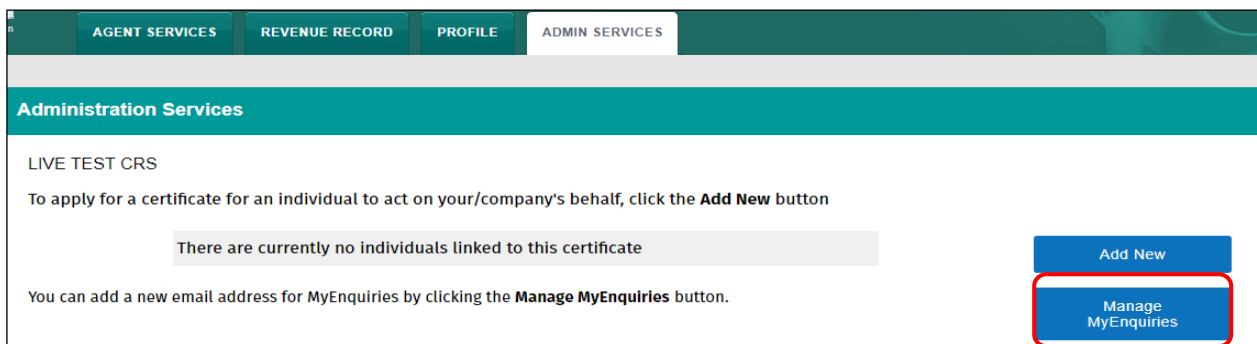 AGENT SERVICES REVENUE RECORD PROFILE ADMIN SERVICES
Administration Services
LIVE TEST CRS
To apply for a certificate for an individual to act on your/company's behalf, click the Add New button
There are currently no individuals linked to this certificate
Add New
You can add a new email address for MyEnquiries by clicking the Manage MyEnquiries button.
Manage
MyEnquiries